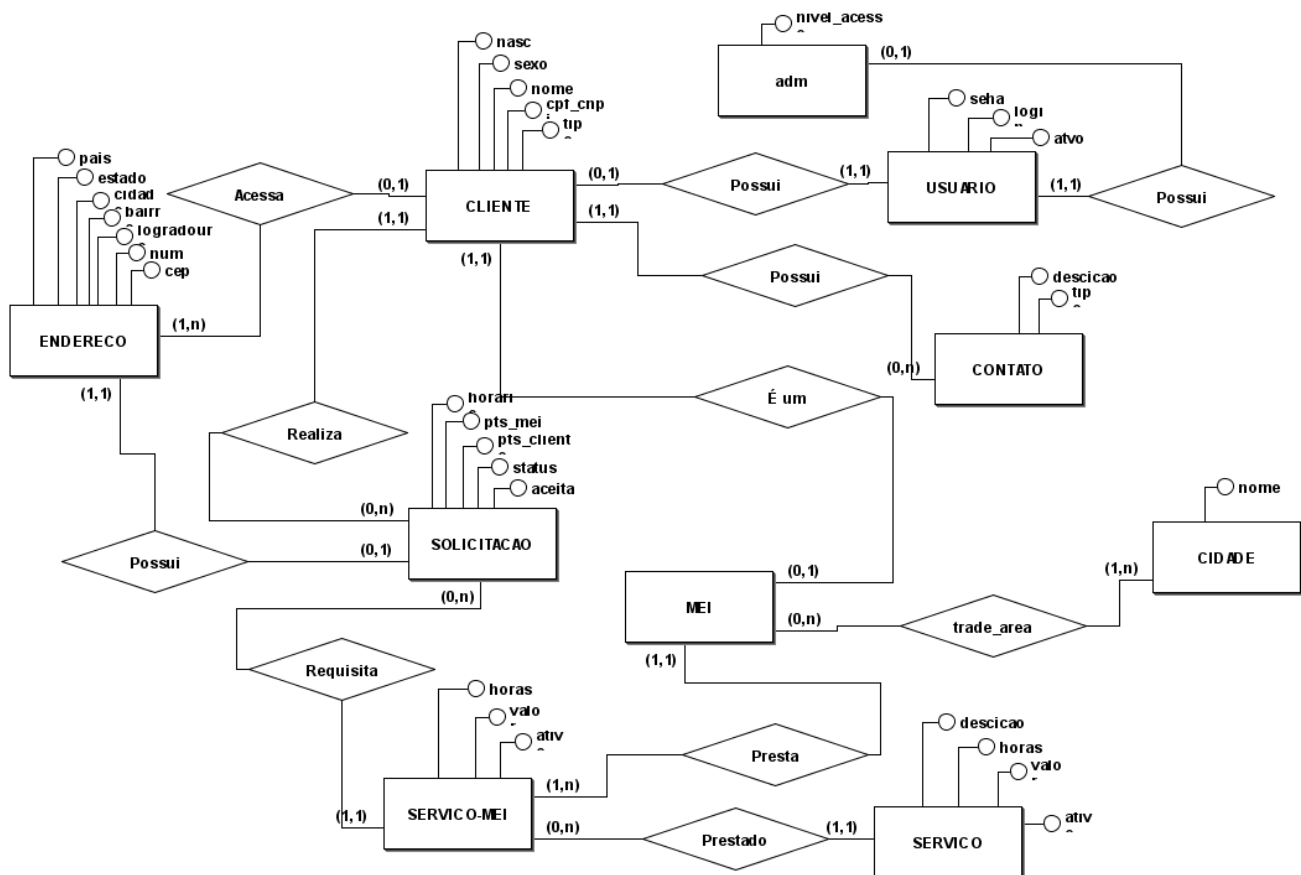 nivel_acess
nasc
(0,1)
sexo
adm
nome
seha
cpf_cnp
logi
tip
atvo
pais
estado
(0,1)
(0,1)
(1,1)
(1,1)
Acessa
Possui
USUARIO
Possui
cidad
CLIENTE
bairr
(1,1)
(1,1)
logradour
num
(1,1)
cep
Possui
descicao
tip
(1,n)
ENDERECO
(0,n)
CONTATO
(1,1)
É um
horari
Realiza
pts_mei
pts_client
status
aceita
nome
(0,n)
SOLICITACAO
Possui
(0,1)
CIDADE
(0,1)
(1,n)
(0,n)
MEI
(0,n)
trade_area
(1,1)
Requisita
horas
valo
descicao
ativ
horas
Presta
valo
(1,n)
(1,1)
SERVICO-MEI
ativ
(0,n)
Prestado
(1,1)
SERVICO